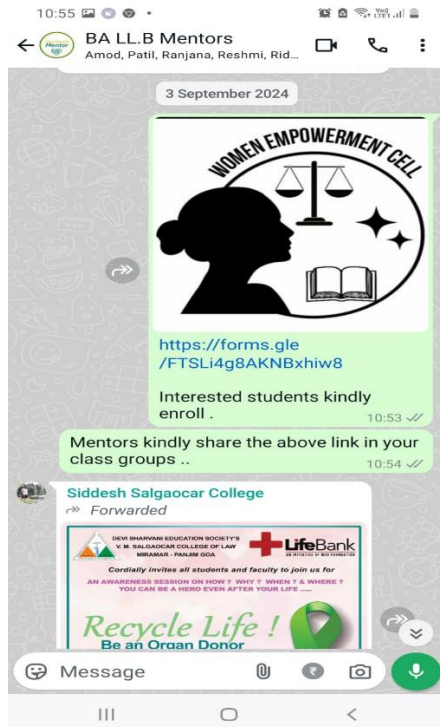 10:55
BA LL.B Mentors
Amod, Patil, Ranjana, Reshmi, Rid...
3 September 2024
WOMEN EMPOWERMENT CELL
https://forms.gle
/FTSLi4g8AKNBxhiw8
Interested students kindly
enroll .
10:53
Mentors kindly share the above link in your
class groups ..
10:54
Siddesh Salgaocar College
Forwarded
DEVI SHARVANI EDUCATION SOCIETY'S
V. M. SALGAOCAR COLLEGE OF LAW
MIRAMAR - PANJIM GOA
LifeBank
Cordially invites all students and faculty to join us for
AN AWARENESS SESSION ON HOW ? WHY ? WHEN ? & WHERE ?
YOU CAN BE A HERO EVEN AFTER YOUR LIFE .....
Recycle Life !
Be an Organ Donor
Message